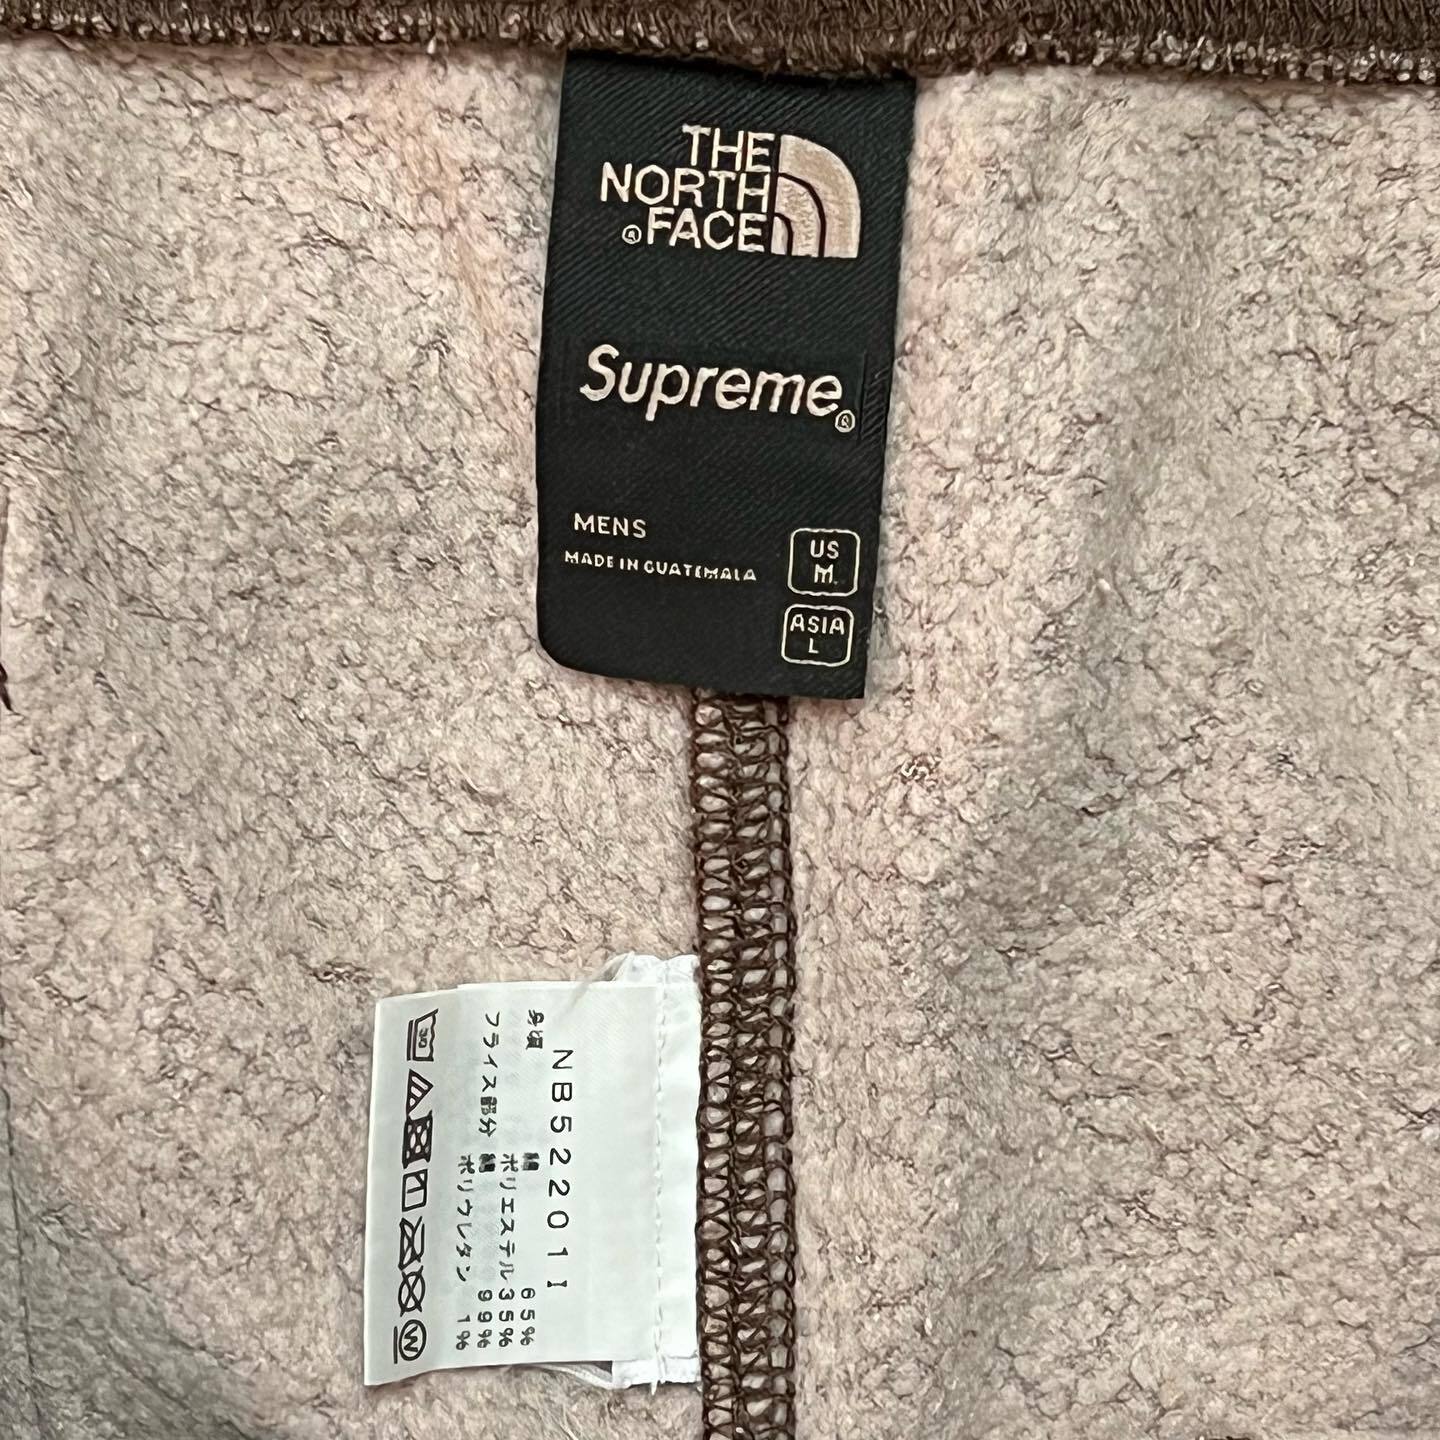 THE
NORTH
FACE
Supreme
MENS
MADE IN GUATEMALA
US
M
ASIA
L
NB52201I
身頃 綿 65%
ポリエステル 35%
フライス部分 綿 99%
ポリウレタン 1%
30
W